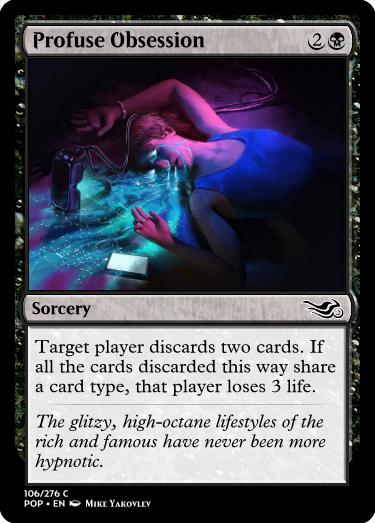 Profuse Obsession 2
Sorcery
Target player discards two cards. If
all the cards discarded this way share
a card type, that player loses 3 life.
The glitzy, high-octane lifestyles of the
rich and famous have never been more
hypnotic.
106/276 C
POP • EN Mike Yakovlev